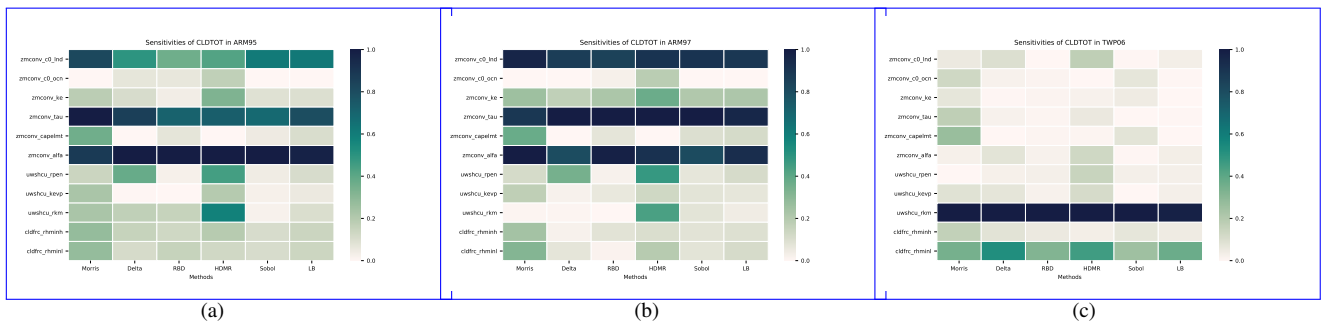 Sensitivities of CLDTOT in ARM95
zmconv_c0_lnd
zmconv_c0_ocn
zmconv_ke
zmconv_tau
zmconv_capelmt
zmconv_alfa
uwshcu_rpen
uwshcu_kevp
uwshcu_rkm
cldfrc_rhminh
cldfrc_rhminl
Morris Delta RBD HDMR Sobol LB
Methods
1.0
0.8
0.6
0.4
0.2
0.0
(a)
Sensitivities of CLDTOT in ARM97
zmconv_c0_lnd
zmconv_c0_ocn
zmconv_ke
zmconv_tau
zmconv_capelmt
zmconv_alfa
uwshcu_rpen
uwshcu_kevp
uwshcu_rkm
cldfrc_rhminh
cldfrc_rhminl
Morris Delta RBD HDMR Sobol LB
Methods
1.0
0.8
0.6
0.4
0.2
0.0
(b)
Sensitivities of CLDTOT in TWP06
zmconv_c0_lnd
zmconv_c0_ocn
zmconv_ke
zmconv_tau
zmconv_capelmt
zmconv_alfa
uwshcu_rpen
uwshcu_kevp
uwshcu_rkm
cldfrc_rhminh
cldfrc_rhminl
Morris Delta RBD HDMR Sobol LB
Methods
1.0
0.8
0.6
0.4
0.2
0.0
(c)